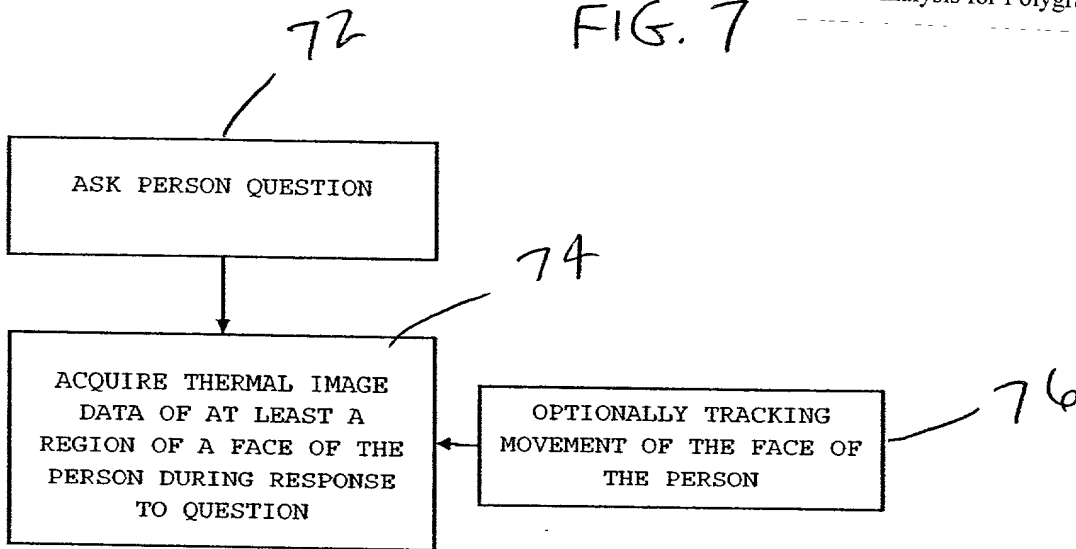 72
FIG. 7
ASK PERSON QUESTION
74
ACQUIRE THERMAL IMAGE
DATA OF AT LEAST A
REGION OF A FACE OF THE
PERSON DURING RESPONSE
TO QUESTION
OPTIONALLY TRACKING
MOVEMENT OF THE FACE OF
THE PERSON
76